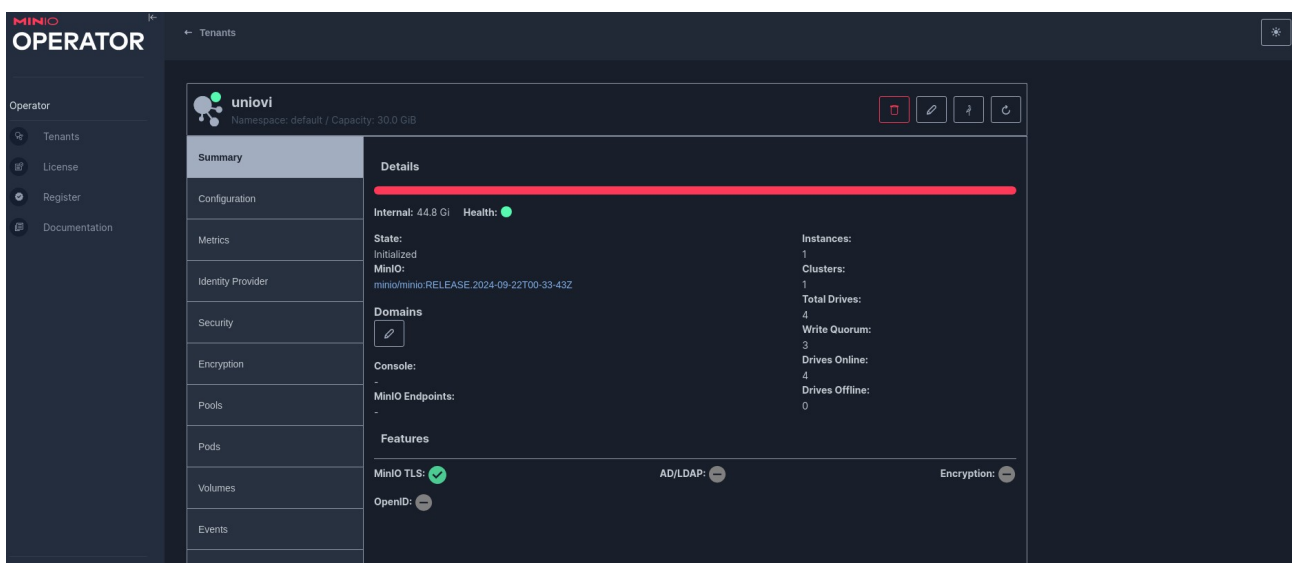 MINIO
OPERATOR
← Tenants
Operator
Tenants
License
Register
Documentation
uniovi
Namespace: default / Capacity: 30.0 GiB
Summary
Configuration
Metrics
Identity Provider
Security
Encryption
Pools
Pods
Volumes
Events
Details
Internal: 44.8 Gi Health:
State:
Initialized
MinIO:
minio/minio:RELEASE.2024-09-22T00-33-43Z
Domains
Console:
-
MinIO Endpoints:
-
Instances:
1
Clusters:
1
Total Drives:
4
Write Quorum:
3
Drives Online:
4
Drives Offline:
0
Features
MinIO TLS: AD/LDAP: Encryption:
OpenID: